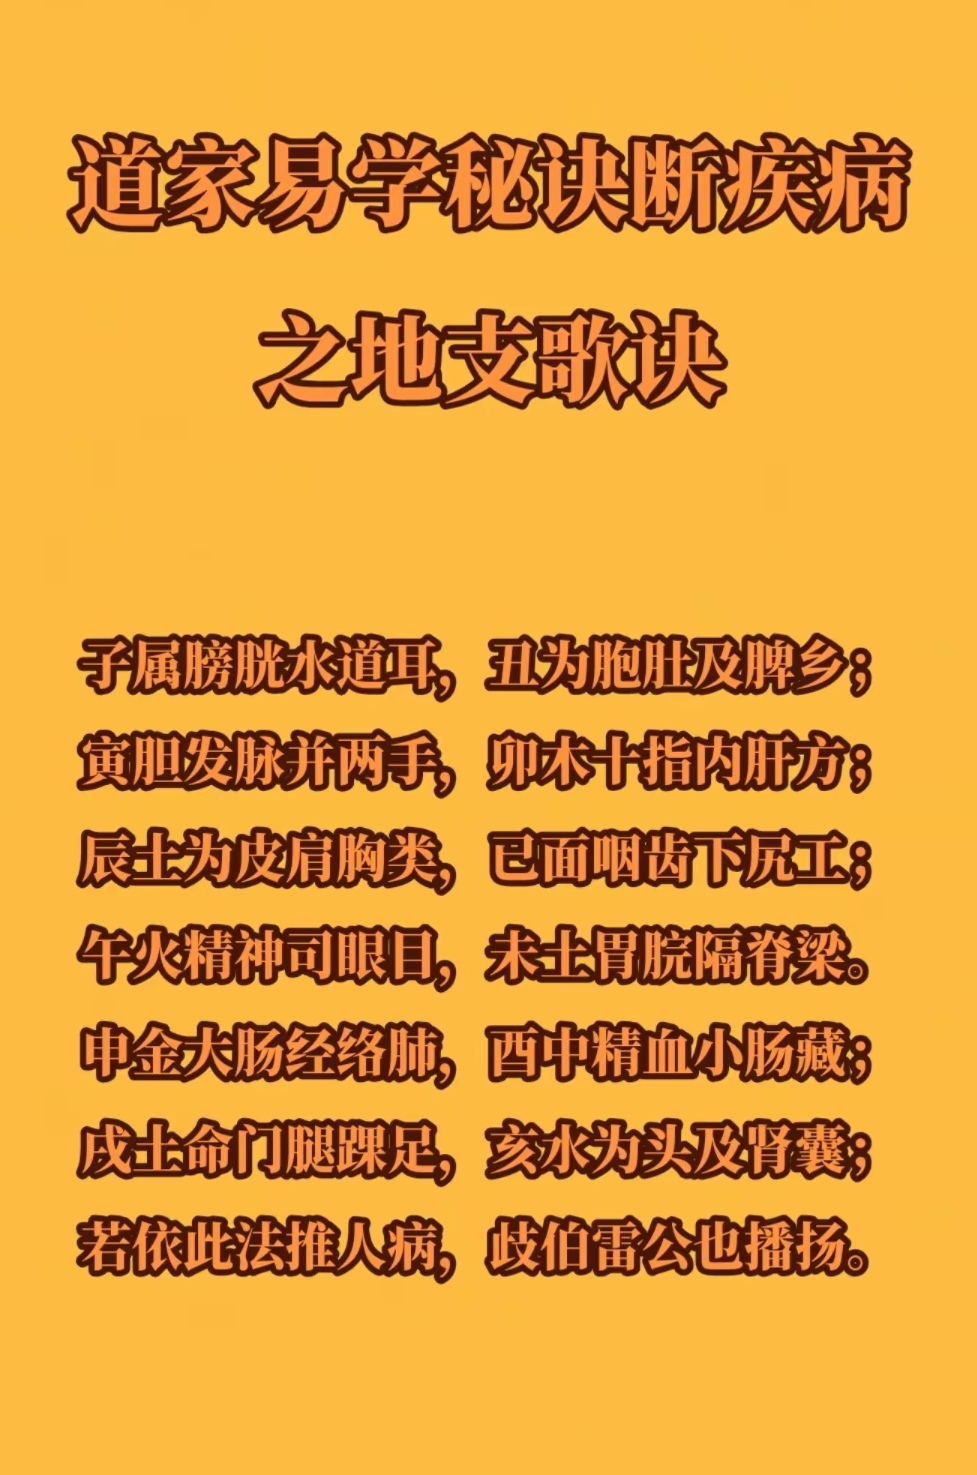 道家易学秘诀断疾病
之地支歌诀
子属膀胱水道耳，丑为胞肚及脾乡；
寅胆发脉并两手，卯木十指内肝方；
辰土为皮肩胸类，已面咽齿下尻工；
午火精神司眼目，未土胃脘隔脊梁。
申金大肠经络肺，酉中精血小肠藏；
戌土命门腿踝足，亥水为头及肾囊；
若依此法推人病，歧伯雷公也播扬。